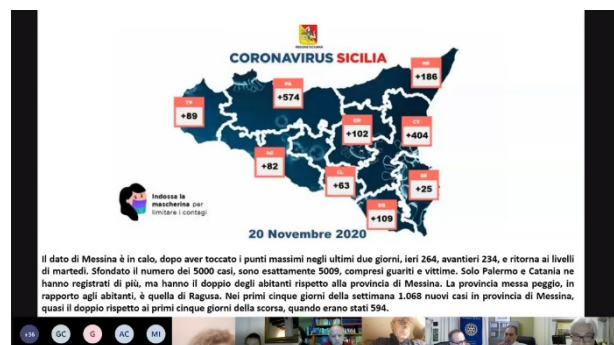 REGIONE SICILIANA
CORONAVIRUS SICILIA
ME
+186
PA
+574
TP
+89
EN
+102
CT
+404
AG
+82
CL
+63
SR
+25
RG
+109
Indossa la
mascherina per
limitare i contagi
20 Novembre 2020
Il dato di Messina è in calo, dopo aver toccato i punti massimi negli ultimi due giorni, ieri 264, avantieri 234, e ritorna ai livelli
di martedì. Sfondato il numero dei 5000 casi, sono esattamente 5009, compresi guariti e vittime. Solo Palermo e Catania ne
hanno registrati di più, ma hanno il doppio degli abitanti rispetto alla provincia di Messina. La provincia messa peggio, in
rapporto agli abitanti, è quella di Ragusa. Nei primi cinque giorni della settimana 1.068 nuovi casi in provincia di Messina,
quasi il doppio rispetto ai primi cinque giorni della scorsa, quando erano stati 594.
+36
GC
G
AC
MI